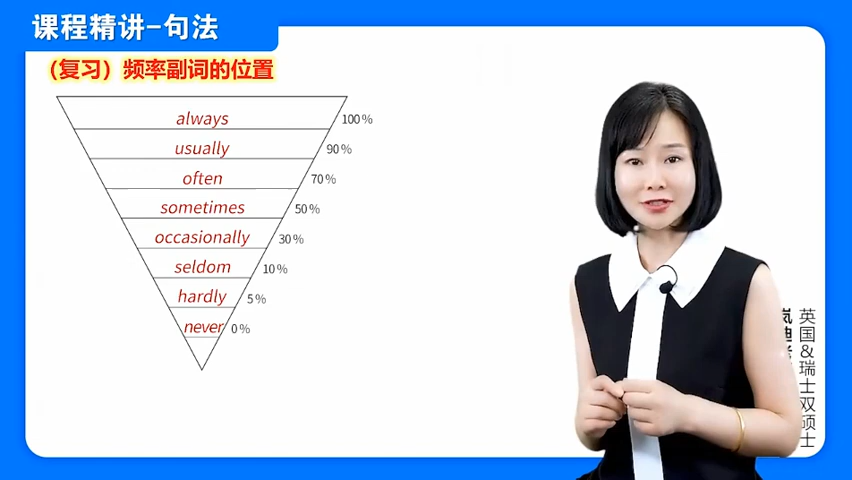 课程精讲-句法
（复习）频率副词的位置
always 100%
usually 90%
often 70%
sometimes 50%
occasionally 30%
seldom 10%
hardly 5%
never 0%
英国&瑞士双硕士
岚迪